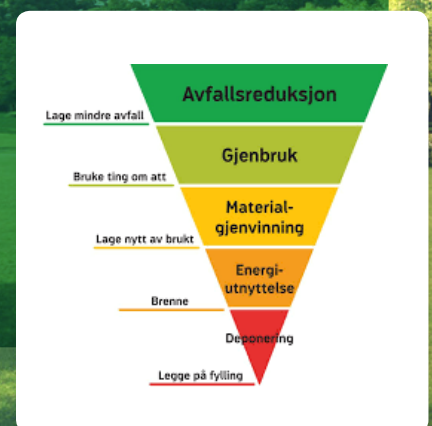 Avfallsreduksjon
Lage mindre avfall
Gjenbruk
Bruke ting om att
Material-
gjenvinning
Lage nytt av brukt
Energi-
utnyttelse
Brenne
Deponering
Legge på fylling